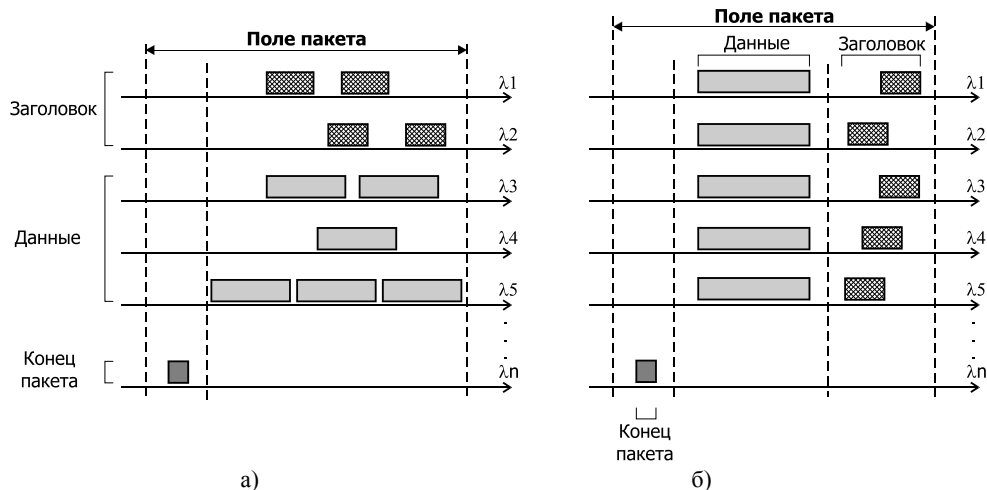 Поле пакета
Заголовок
λ1
λ2
Данные
λ3
λ4
λ5
Конец
пакета
λn
а)
Поле пакета
Данные
Заголовок
λ1
λ2
λ3
λ4
λ5
λn
Конец
пакета
б)